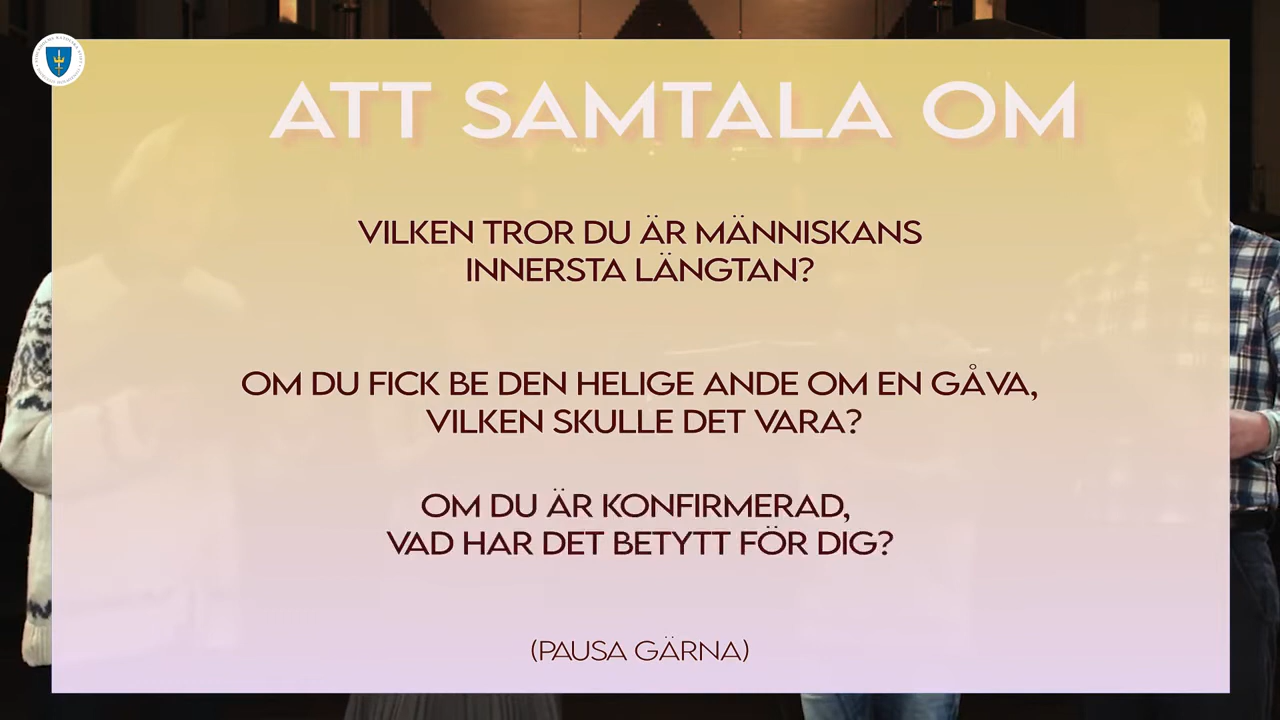 ATT SAMTALA OM
VILKEN TROR DU ÄR MÄNNISKANS
INNERSTA LÄNGTAN?
OM DU FICK BE DEN HELIGE ANDE OM EN GÅVA,
VILKEN SKULLE DET VARA?
OM DU ÄR KONFIRMERAD,
VAD HAR DET BETYTT FÖR DIG?
(PAUSA GÄRNA)